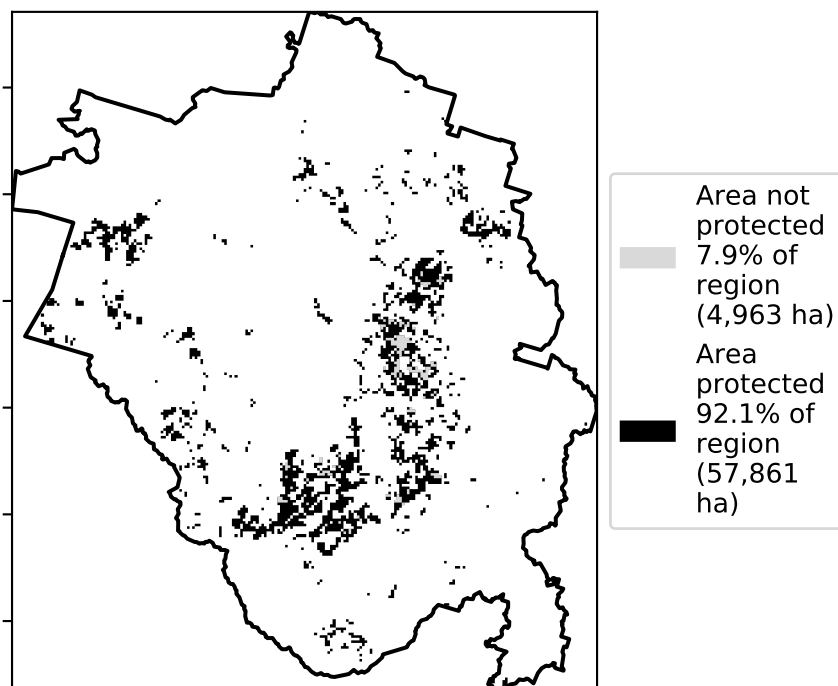 Area not
protected
7.9% of
region
(4,963 ha)
Area
protected
92.1% of
region
(57,861
ha)